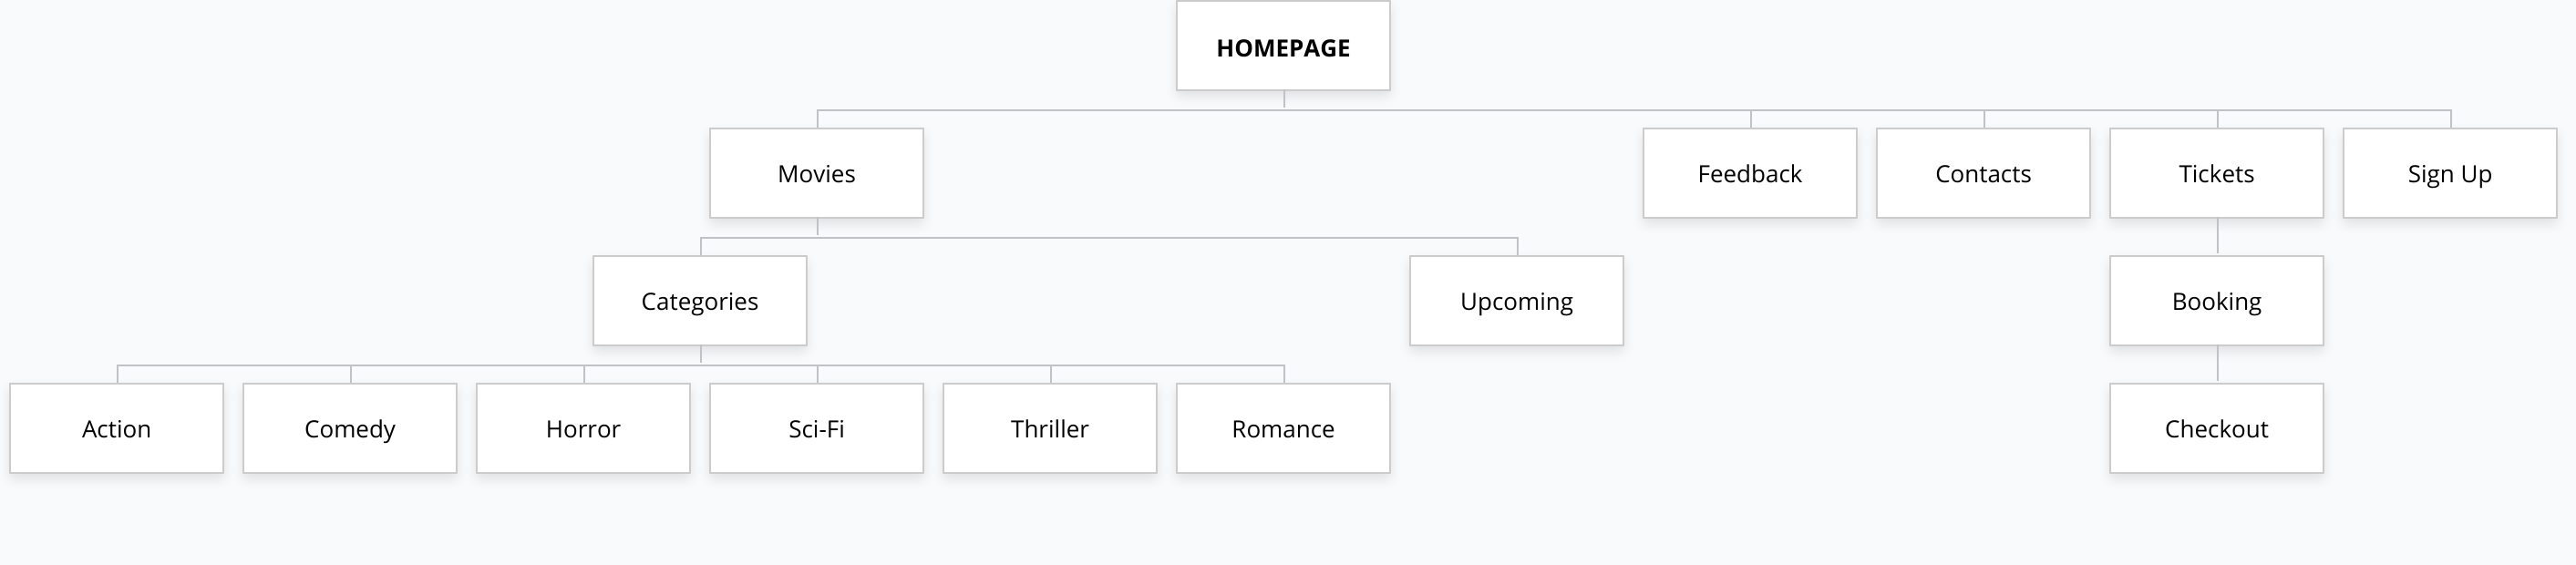 HOMEPAGE
Movies
Feedback
Contacts
Tickets
Sign Up
Categories
Upcoming
Booking
Action
Comedy
Horror
Sci-Fi
Thriller
Romance
Checkout